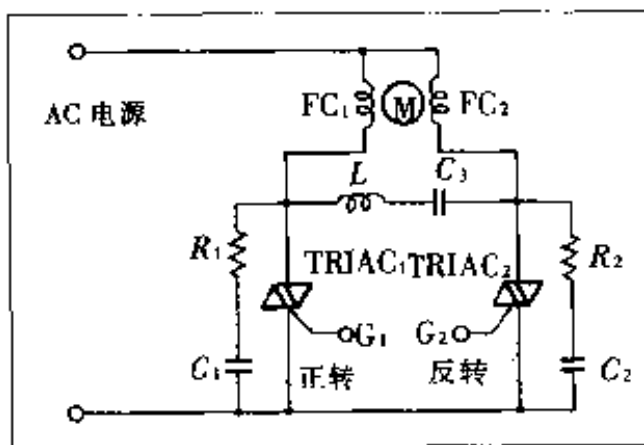 FC₁ M FC₂
AC 电源
L C₃
R₁ TRIAC₁ TRIAC₂ R₂
G₁ G₂
C₁ 正转 反转 C₂